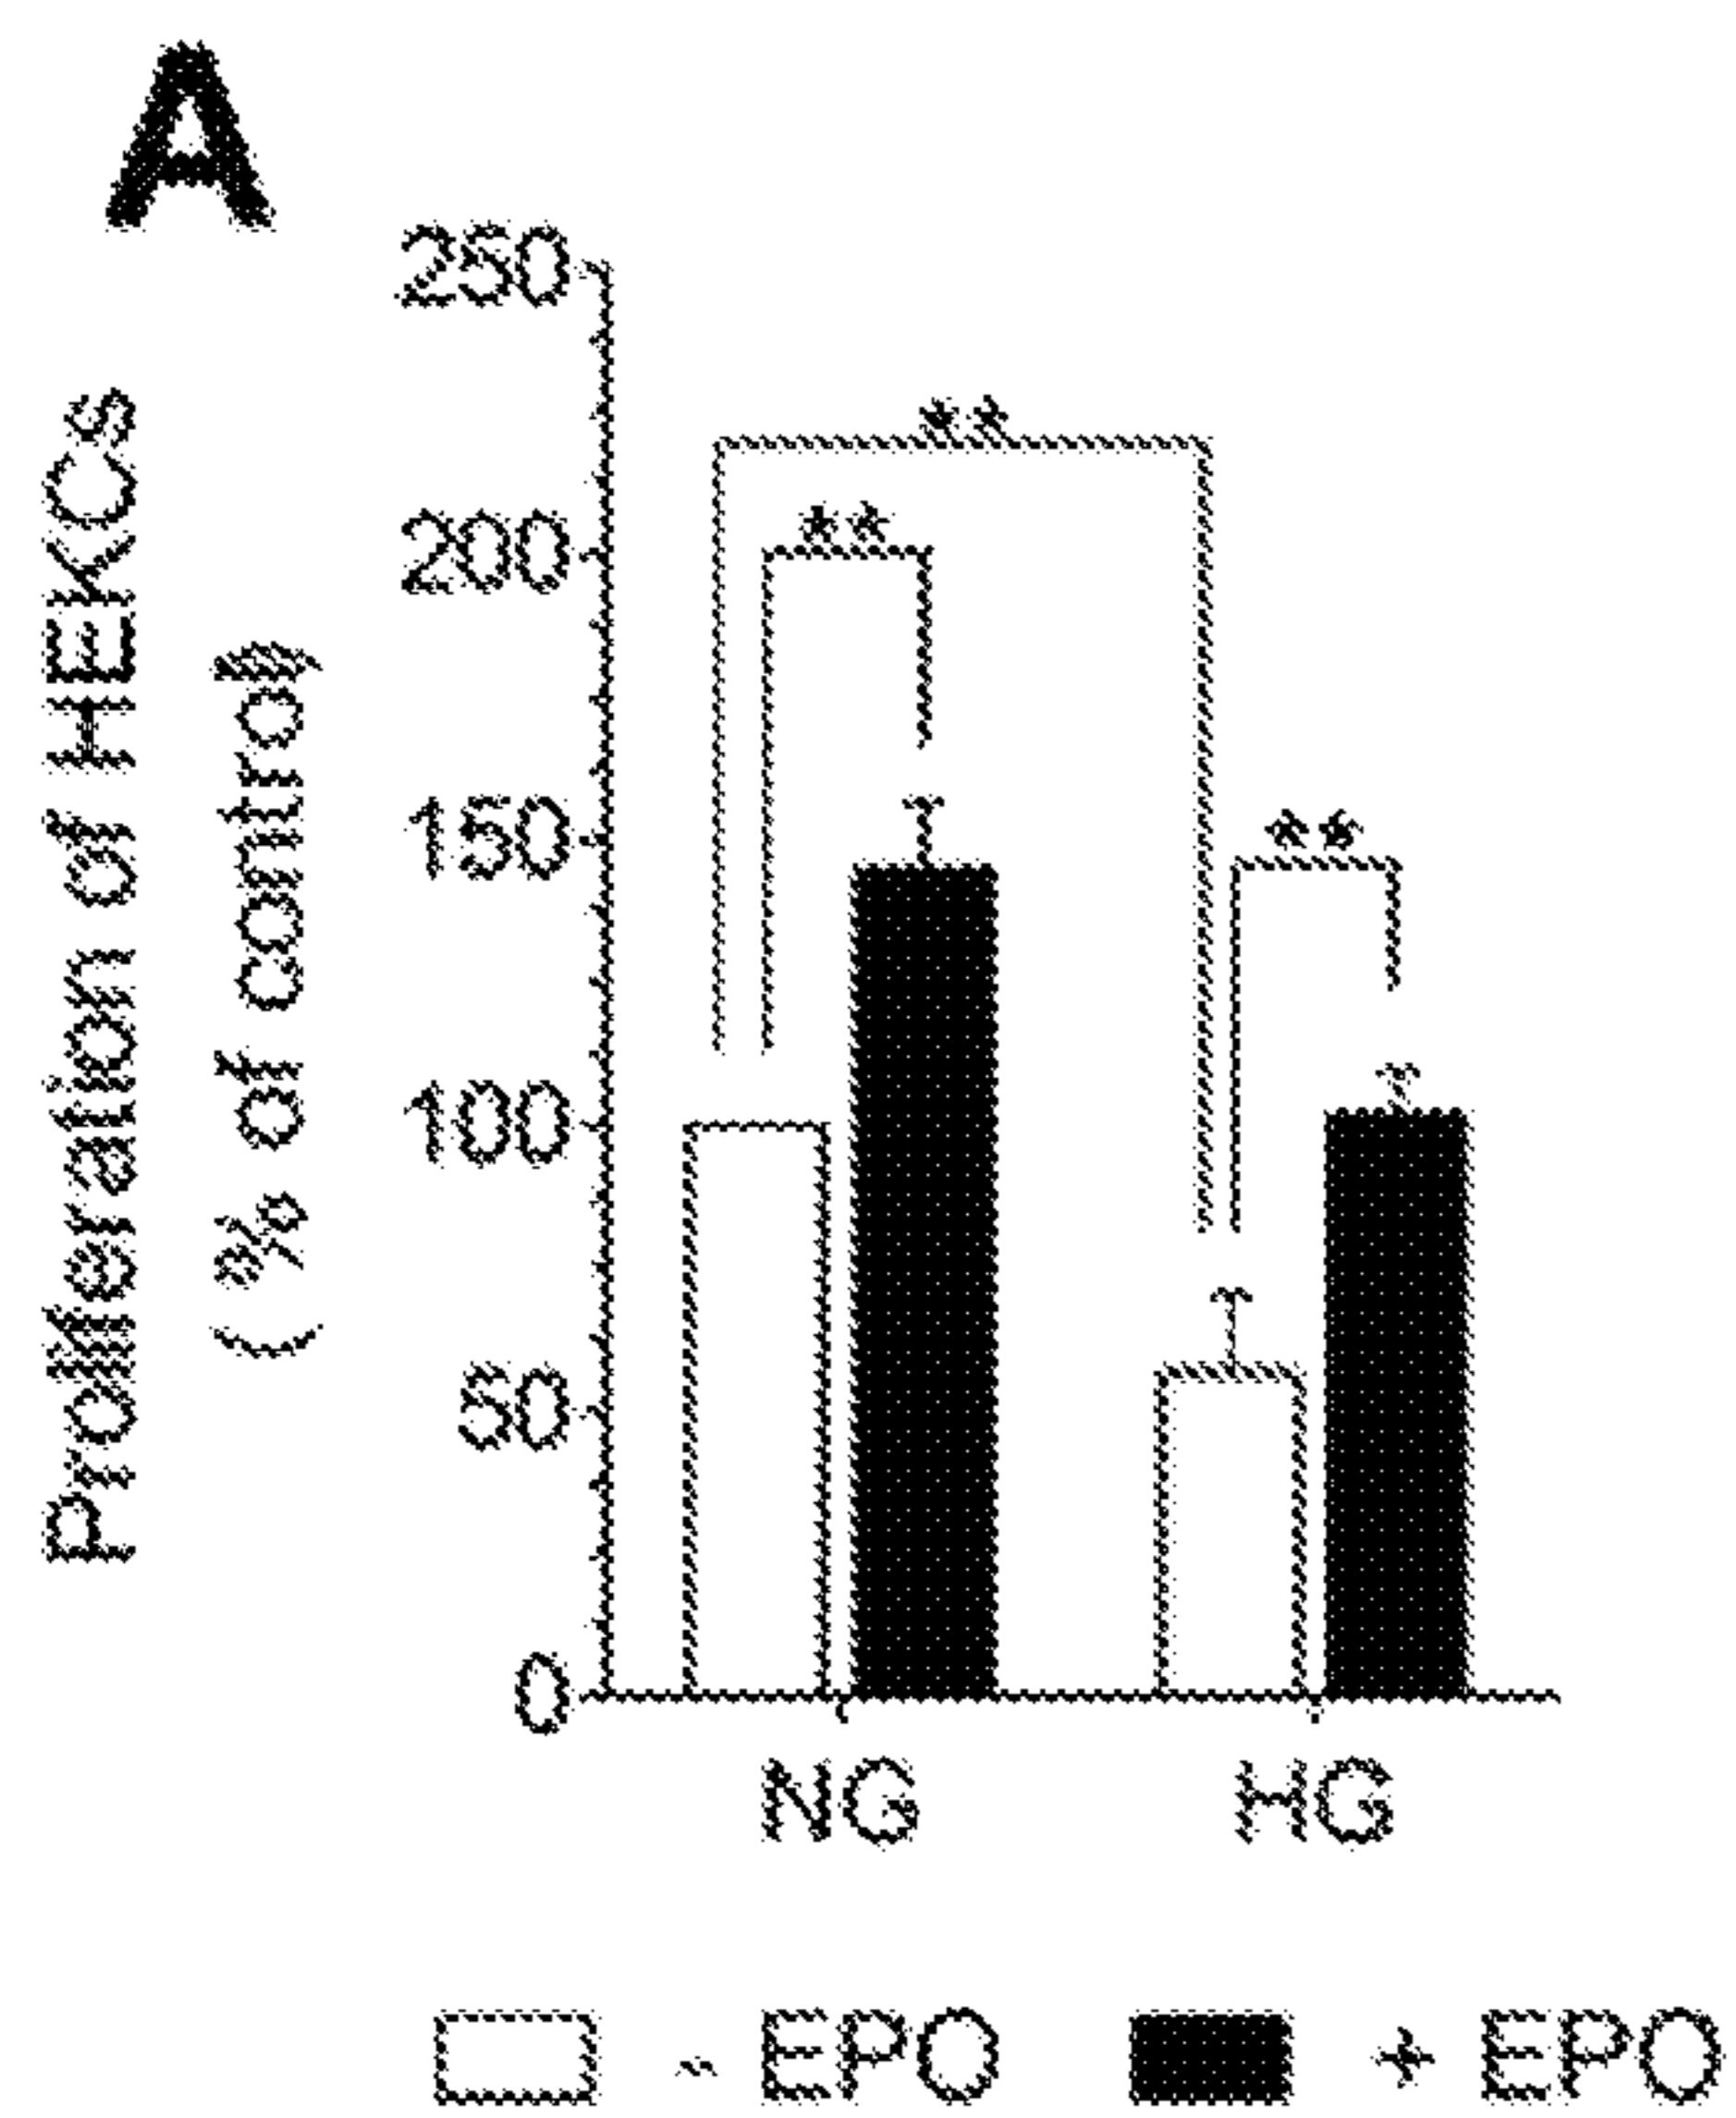 A
Proliferation of HEKCs
(% of control)
250
200
150
100
50
0
**
**
**
NG
HG
- EPO
+ EPO